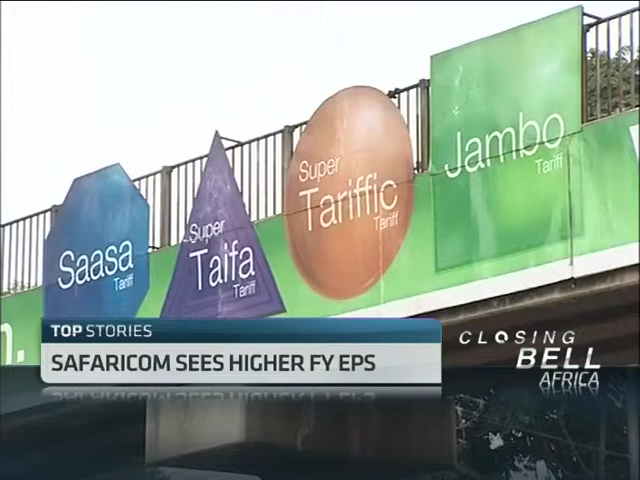 Saasa
Tariff
Super
Taifa
Tariff
Super
Tariffic
Tariff
Jambo
Tariff
TOP STORIES
SAFARICOM SEES HIGHER FY EPS
CLOSING
BELL
AFRICA